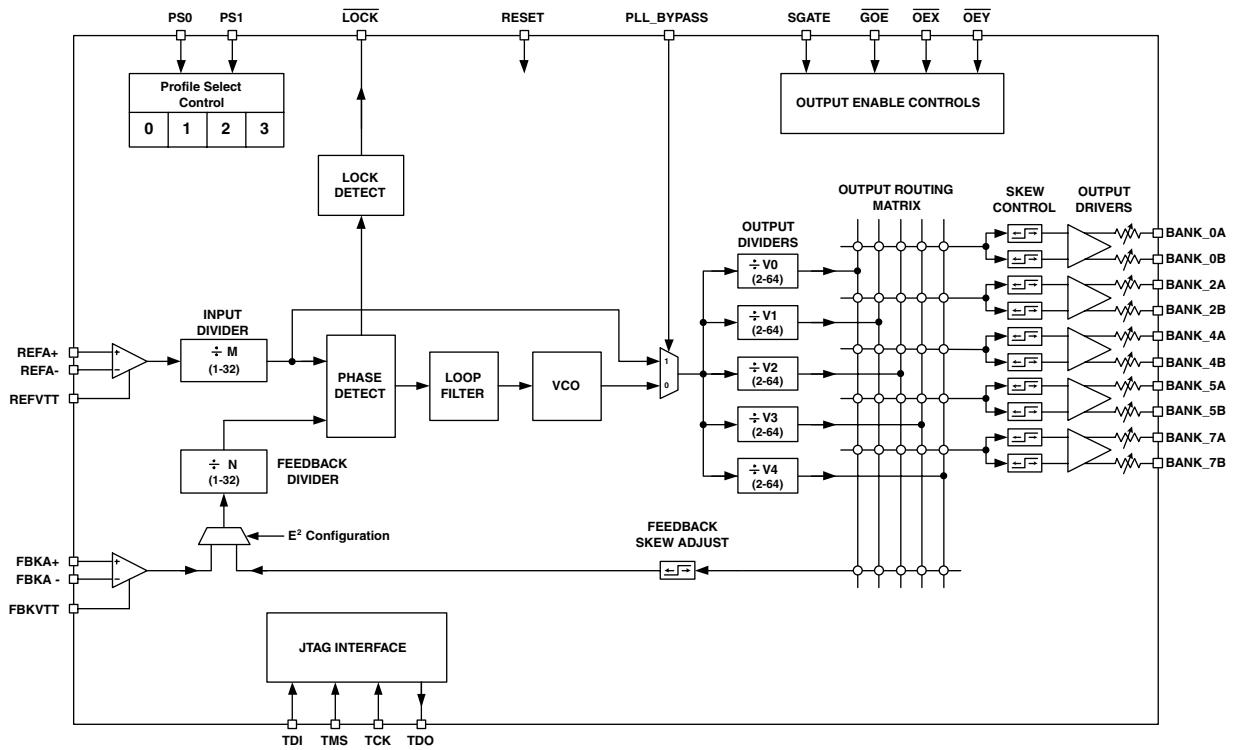 PS0 PS1 LOCK RESET PLL_BYPASS SGATE GOE OEX OEY
Profile Select
Control
0 1 2 3
OUTPUT ENABLE CONTROLS
LOCK
DETECT
OUTPUT ROUTING
MATRIX
SKEW
CONTROL
OUTPUT
DRIVERS
OUTPUT
DIVIDERS
BANK_0A
BANK_0B
BANK_2A
BANK_2B
BANK_4A
BANK_4B
BANK_5A
BANK_5B
BANK_7A
BANK_7B
÷ V0
(2-64)
÷ V1
(2-64)
÷ V2
(2-64)
÷ V3
(2-64)
÷ V4
(2-64)
INPUT
DIVIDER
÷ M
(1-32)
REFA+
REFA-
REFVTT
+
−
PHASE
DETECT
LOOP
FILTER
VCO
1
0
÷ N
(1-32)
FEEDBACK
DIVIDER
E² Configuration
FEEDBACK
SKEW ADJUST
FBKA+
FBKA -
FBKVTT
+
−
JTAG INTERFACE
TDI TMS TCK TDO